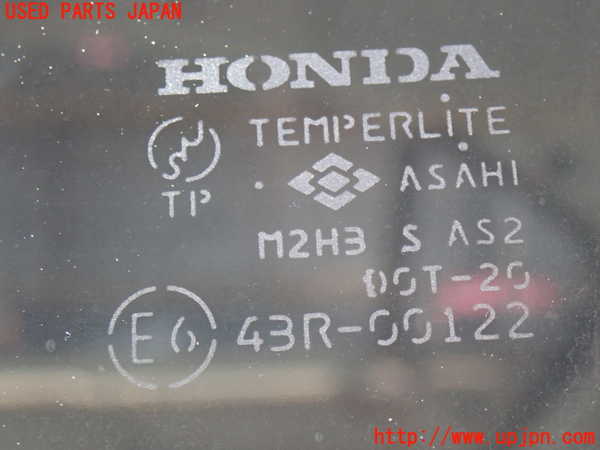 USED PARTS JAPAN
HONDA
TEMPERLITE
TP
ASAHI
M2H3 S AS2
DOT-20
E6 43R-00122
http://www.upjpn.com/